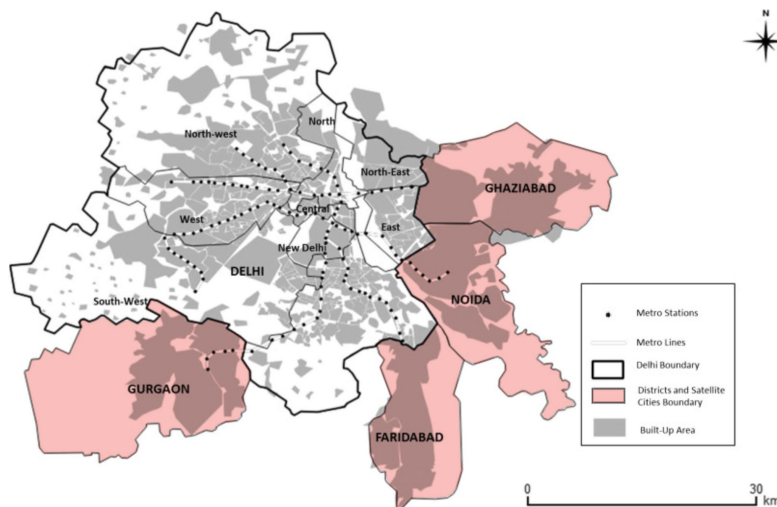 N
North
North-west
North-East
GHAZIABAD
Central
West
East
New Delh
DELHI
NOIDA
South-West
GURGAON
FARIDABAD
Metro Stations
Metro Lines
Delhi Boundary
Districts and Satellite
Cities Boundary
Built-Up Area
0
30
km